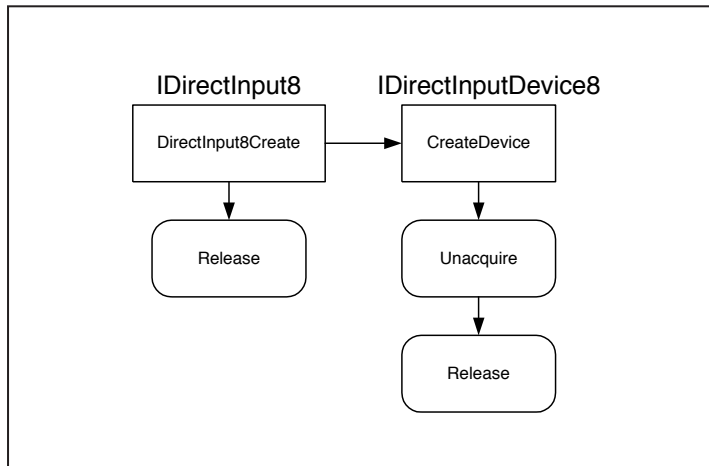 IDirectInput8
IDirectInputDevice8
DirectInput8Create
CreateDevice
Release
Unacquire
Release